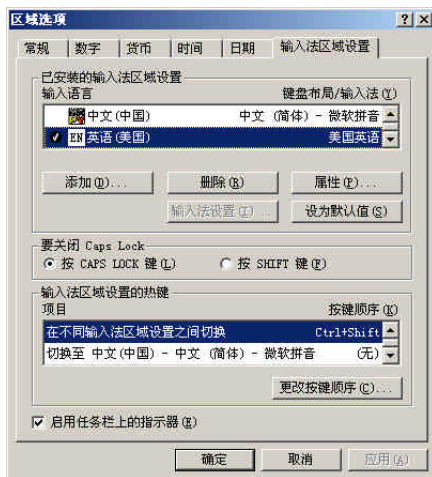 区域选项
常规 数字 货币 时间 日期 输入法区域设置
已安装的输入法区域设置
输入语言 键盘布局/输入法(Y)
中文(中国) 中文 (简体) - 微软拼音
EN 英语(美国) 美国英语
添加(D)... 删除(R) 属性(P)...
输入法设置(I)... 设为默认值(S)
要关闭 Caps Lock
按 CAPS LOCK 键(L) 按 SHIFT 键(F)
输入法区域设置的热键
项目 按键顺序(K)
在不同输入法区域设置之间切换 Ctrl+Shift
切换至 中文(中国) - 中文 (简体) - 微软拼音 (无)
更改按键顺序(C)...
启用任务栏上的指示器(E)
确定 取消 应用(A)